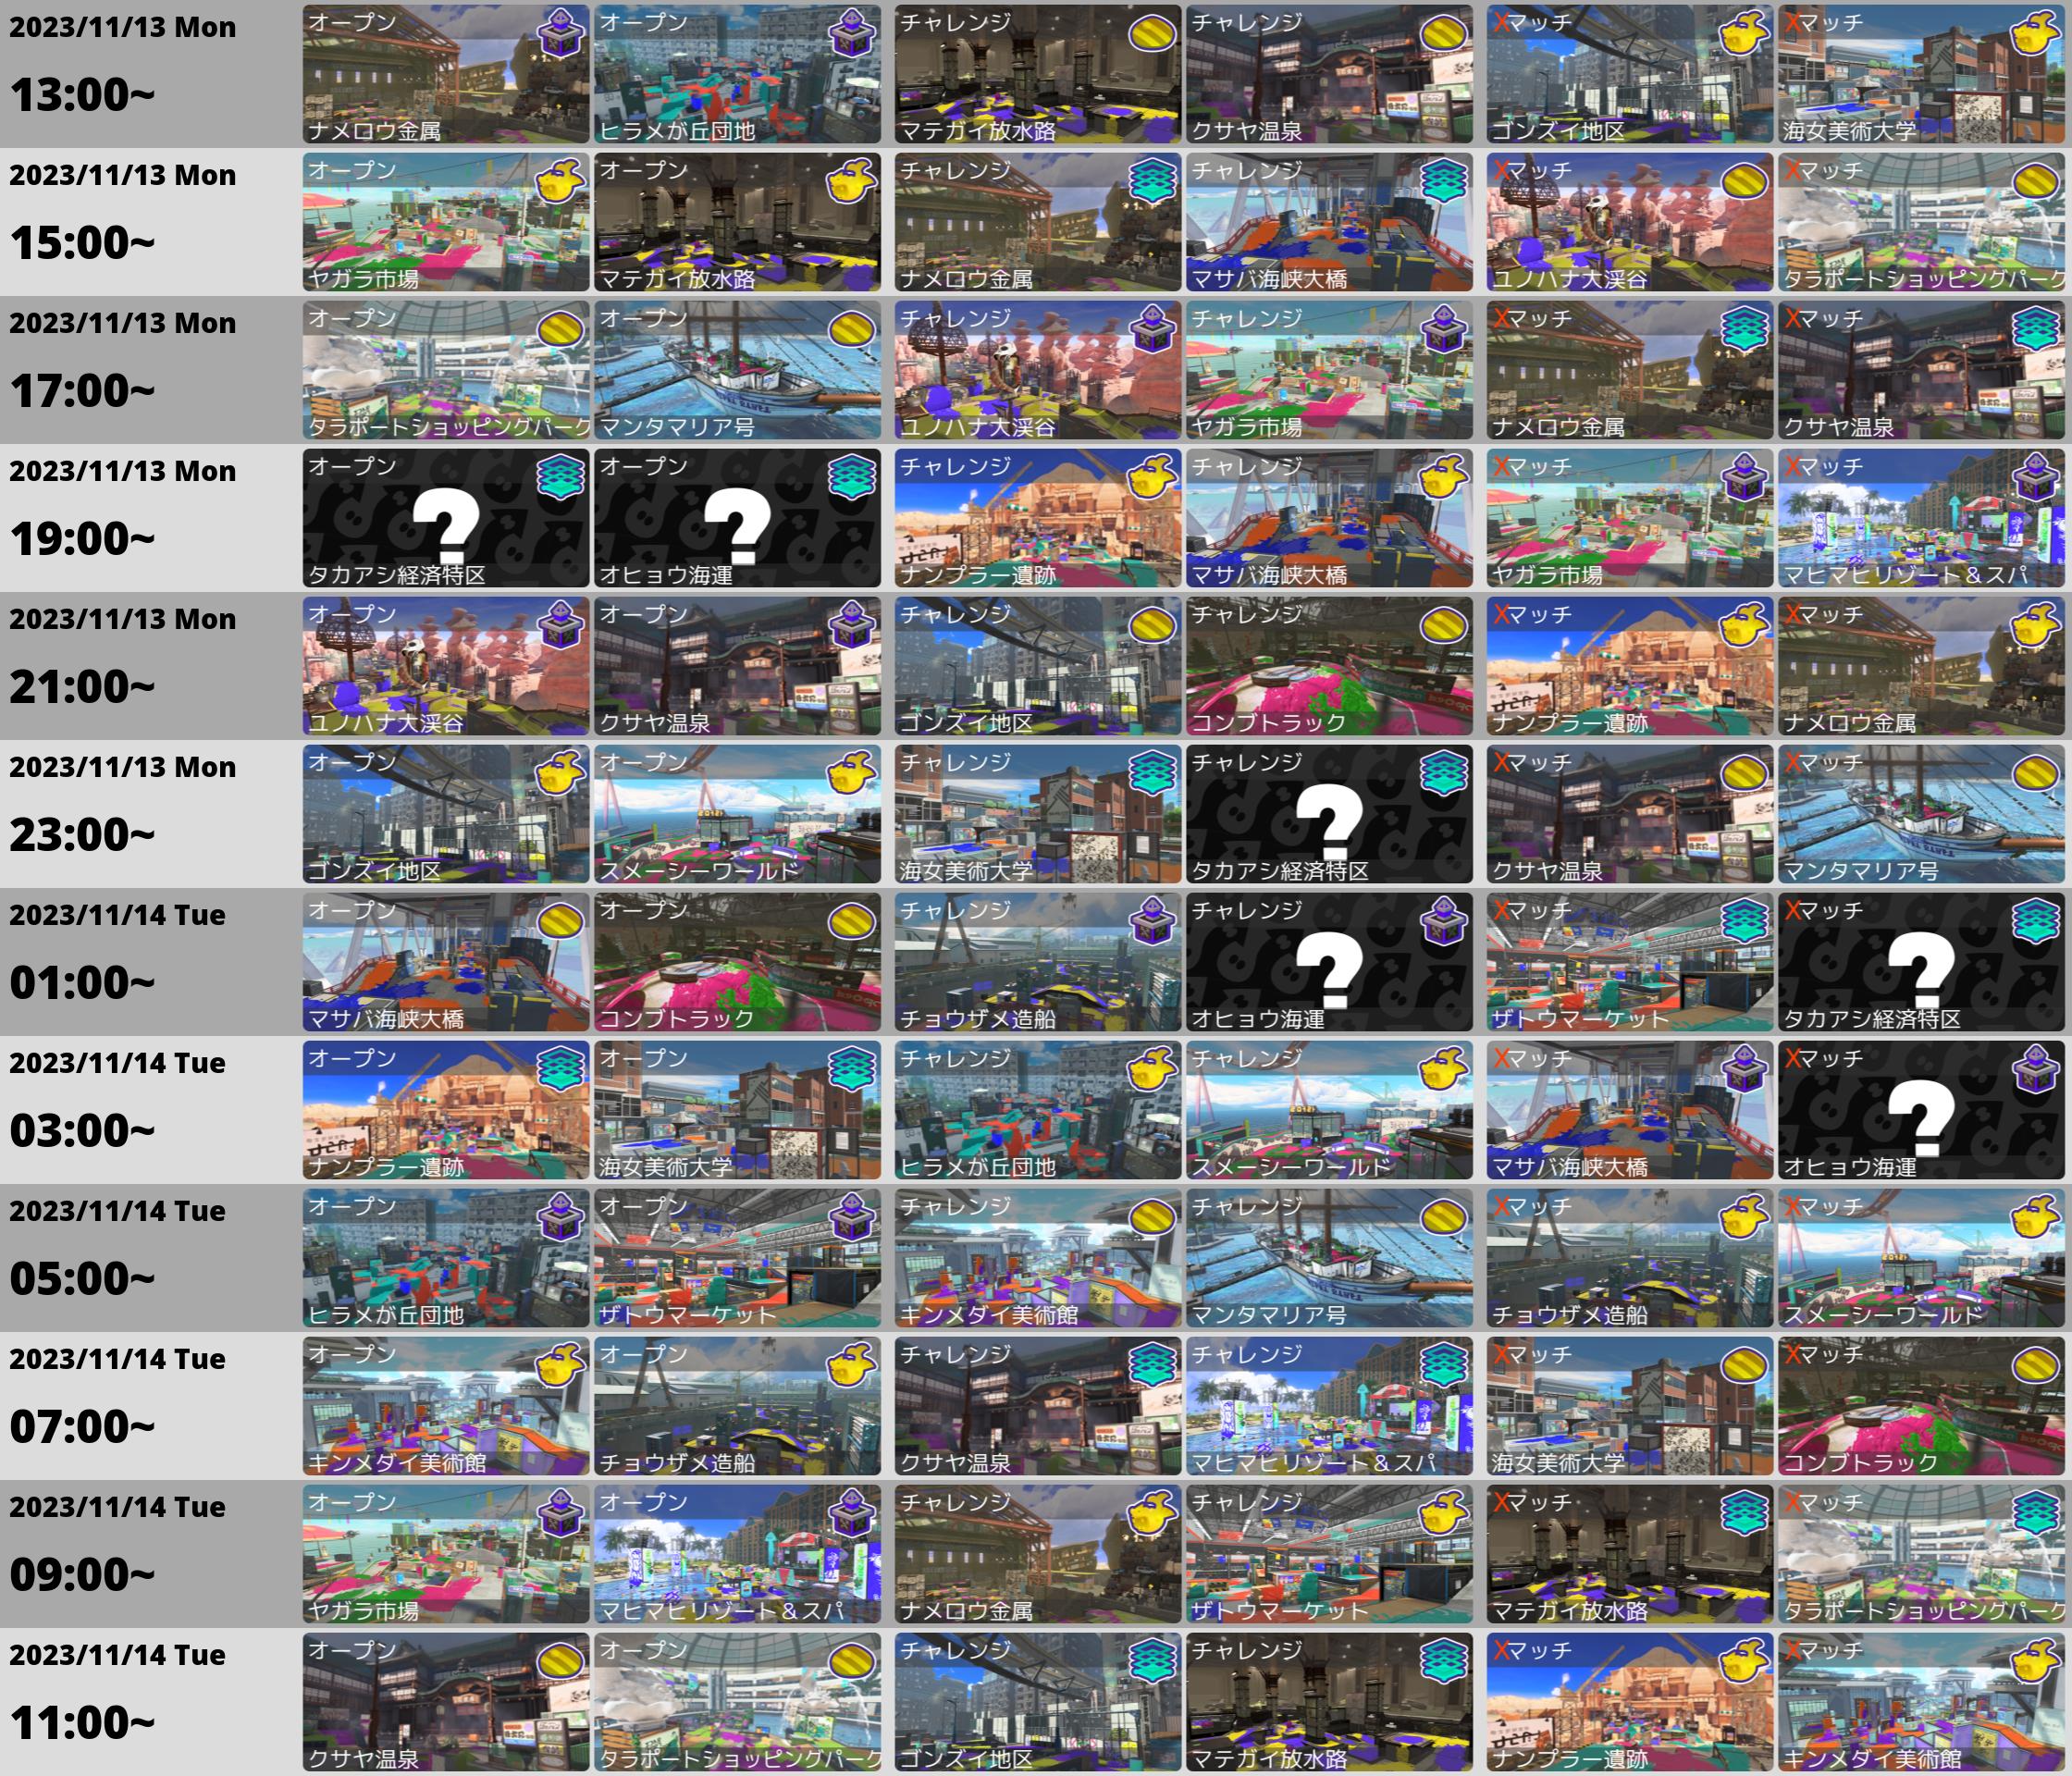 2023/11/13 Mon
13:00~
オープン
ナメロウ金属
オープン
ヒラメが丘団地
チャレンジ
マテガイ放水路
チャレンジ
クサヤ温泉
Xマッチ
ゴンズイ地区
Xマッチ
海女美術大学
2023/11/13 Mon
15:00~
オープン
ヤガラ市場
オープン
マテガイ放水路
チャレンジ
ナメロウ金属
チャレンジ
マサバ海峡大橋
Xマッチ
ユノハナ大渓谷
Xマッチ
タラポートショッピングパーク
2023/11/13 Mon
17:00~
オープン
タラポートショッピングパーク
オープン
マンタマリア号
チャレンジ
ユノハナ大渓谷
チャレンジ
ヤガラ市場
Xマッチ
ナメロウ金属
Xマッチ
クサヤ温泉
2023/11/13 Mon
19:00~
オープン
?
タカアシ経済特区
オープン
?
オヒョウ海運
チャレンジ
ナンプラー遺跡
チャレンジ
マサバ海峡大橋
Xマッチ
ヤガラ市場
Xマッチ
マヒマヒリゾート&スパ
2023/11/13 Mon
21:00~
オープン
ユノハナ大渓谷
オープン
クサヤ温泉
チャレンジ
ゴンズイ地区
チャレンジ
コンブトラック
Xマッチ
ナンプラー遺跡
Xマッチ
ナメロウ金属
2023/11/13 Mon
23:00~
オープン
ゴンズイ地区
オープン
スメーシーワールド
チャレンジ
海女美術大学
チャレンジ
?
タカアシ経済特区
Xマッチ
クサヤ温泉
Xマッチ
マンタマリア号
2023/11/14 Tue
01:00~
オープン
マサバ海峡大橋
オープン
コンブトラック
チャレンジ
チョウザメ造船
チャレンジ
?
オヒョウ海運
Xマッチ
ザトウマーケット
Xマッチ
?
タカアシ経済特区
2023/11/14 Tue
03:00~
オープン
ナンプラー遺跡
オープン
海女美術大学
チャレンジ
ヒラメが丘団地
チャレンジ
スメーシーワールド
Xマッチ
マサバ海峡大橋
Xマッチ
?
オヒョウ海運
2023/11/14 Tue
05:00~
オープン
ヒラメが丘団地
オープン
ザトウマーケット
チャレンジ
キンメダイ美術館
チャレンジ
マンタマリア号
Xマッチ
チョウザメ造船
Xマッチ
スメーシーワールド
2023/11/14 Tue
07:00~
オープン
キンメダイ美術館
オープン
チョウザメ造船
チャレンジ
クサヤ温泉
チャレンジ
マヒマヒリゾート&スパ
Xマッチ
海女美術大学
Xマッチ
コンブトラック
2023/11/14 Tue
09:00~
オープン
ヤガラ市場
オープン
マヒマヒリゾート&スパ
チャレンジ
ナメロウ金属
チャレンジ
ザトウマーケット
Xマッチ
マテガイ放水路
Xマッチ
タラポートショッピングパーク
2023/11/14 Tue
11:00~
オープン
クサヤ温泉
オープン
タラポートショッピングパーク
チャレンジ
ゴンズイ地区
チャレンジ
マテガイ放水路
Xマッチ
ナンプラー遺跡
Xマッチ
キンメダイ美術館